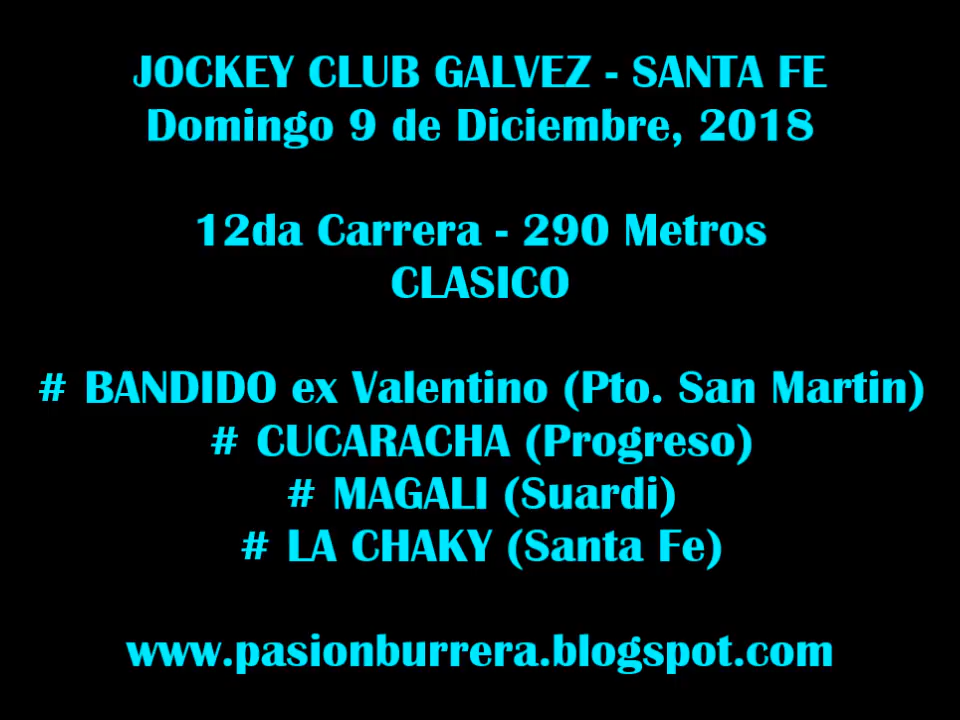 JOCKEY CLUB GALVEZ - SANTA FE
Domingo 9 de Diciembre, 2018
12da Carrera - 290 Metros
CLASICO
# BANDIDO ex Valentino (Pto. San Martin)
# CUCARACHA (Progreso)
# MAGALI (Suardi)
# LA CHAKY (Santa Fe)
www.pasionburrera.blogspot.com